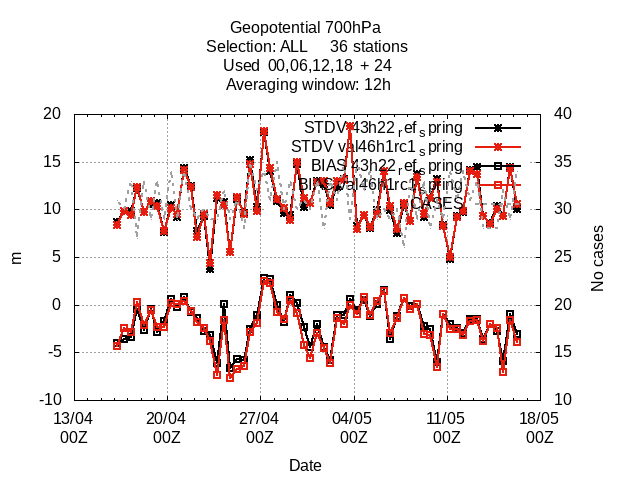 Geopotential 700hPa
Selection: ALL 36 stations
Used 00,06,12,18 + 24
Averaging window: 12h
STDV 43h22_ref_spring
STDV val46h1rc1_spring
BIAS 43h22_ref_spring
BIAS val46h1rc1_spring
CASES
20 40
15 35
10 30
5 25
0 20
-5 15
-10 10
m
No cases
13/04 20/04 27/04 04/05 11/05 18/05
00Z 00Z 00Z 00Z 00Z 00Z
Date